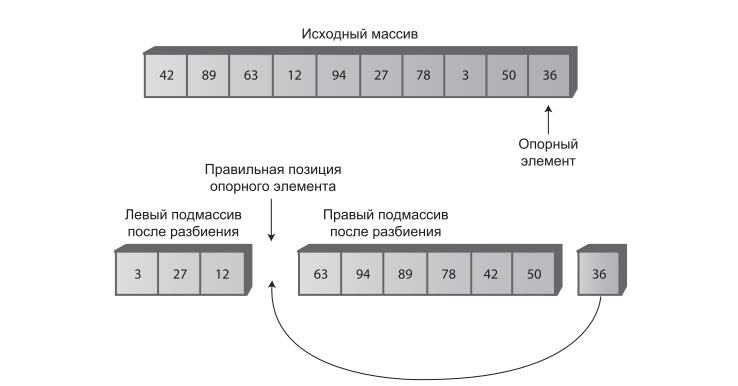 Исходный массив
42 89 63 12 94 27 78 3 50 36
Опорный
элемент
Правильная позиция
опорного элемента
Левый подмассив
после разбиения
Правый подмассив
после разбиения
3 27 12 63 94 89 78 42 50 36